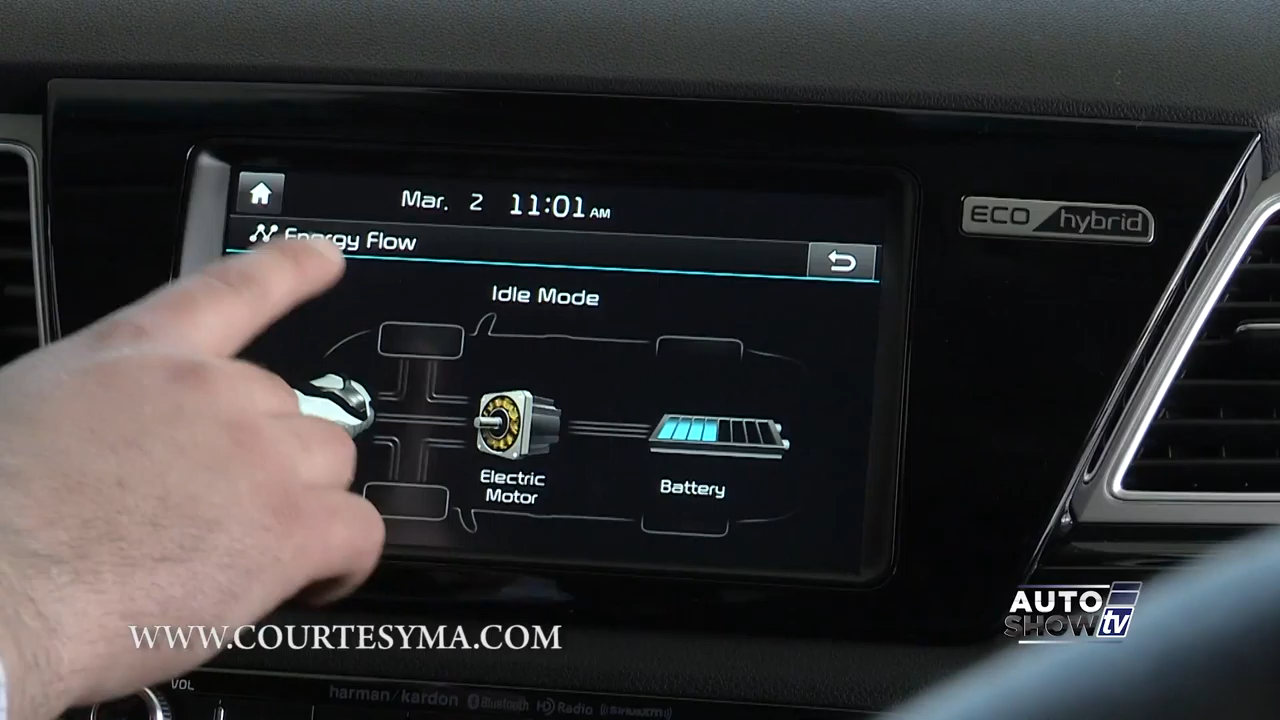 Mar. 2 11:01 AM
Energy Flow
ECO hybrid
Idle Mode
Electric
Motor
Battery
AUTO
SHOW tv
WWW.COURTESYMA.COM
VOL
harman/kardon Bluetooth HD Radio SiriusXM